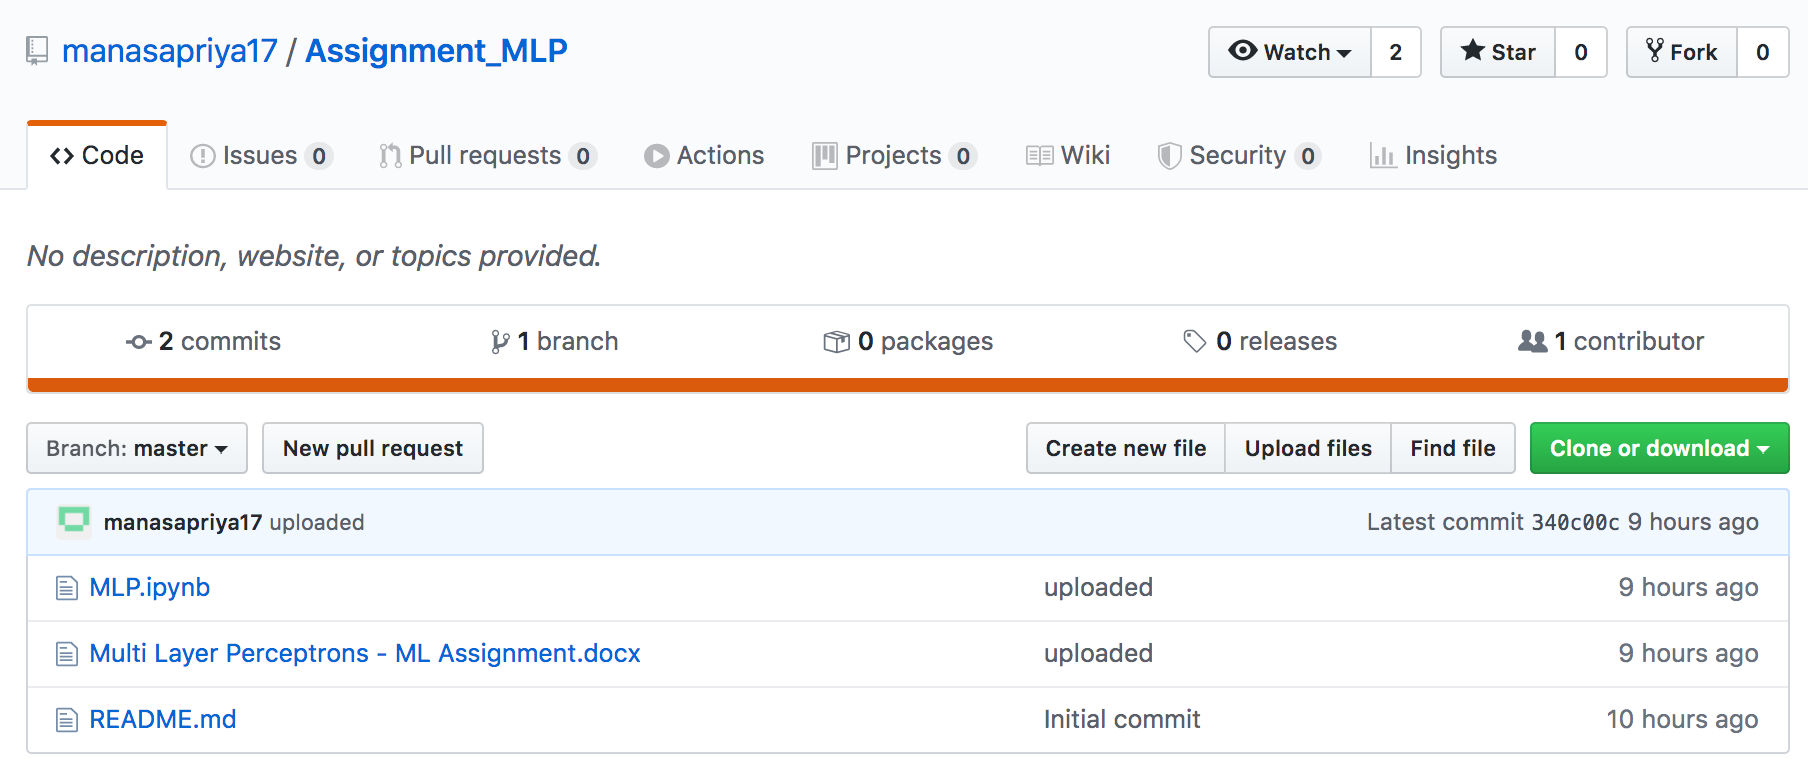 manasapriya17 / Assignment_MLP Watch 2 Star 0 Fork 0
Code Issues 0 Pull requests 0 Actions Projects 0 Wiki Security 0 Insights
No description, website, or topics provided.
2 commits 1 branch 0 packages 0 releases 1 contributor
Branch: master New pull request Create new file Upload files Find file Clone or download
manasapriya17 uploaded Latest commit 340c00c 9 hours ago
MLP.ipynb uploaded 9 hours ago
Multi Layer Perceptrons - ML Assignment.docx uploaded 9 hours ago
README.md Initial commit 10 hours ago